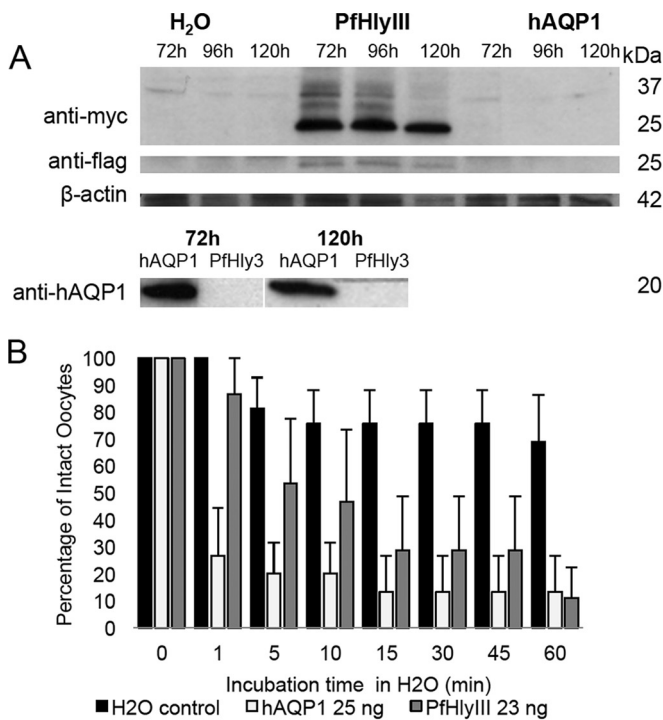 A
H2O PfHlyIII hAQP1
72h 96h 120h 72h 96h 120h 72h 96h 120h kDa
37
anti-myc 25
anti-flag 25
β-actin 42
72h 120h
hAQP1 PfHly3 hAQP1 PfHly3
anti-hAQP1 20
B
Percentage of Intact Oocytes
100
90
80
70
60
50
40
30
20
10
0
0 1 5 10 15 30 45 60
Incubation time in H2O (min)
H2O control hAQP1 25 ng PfHlyIII 23 ng